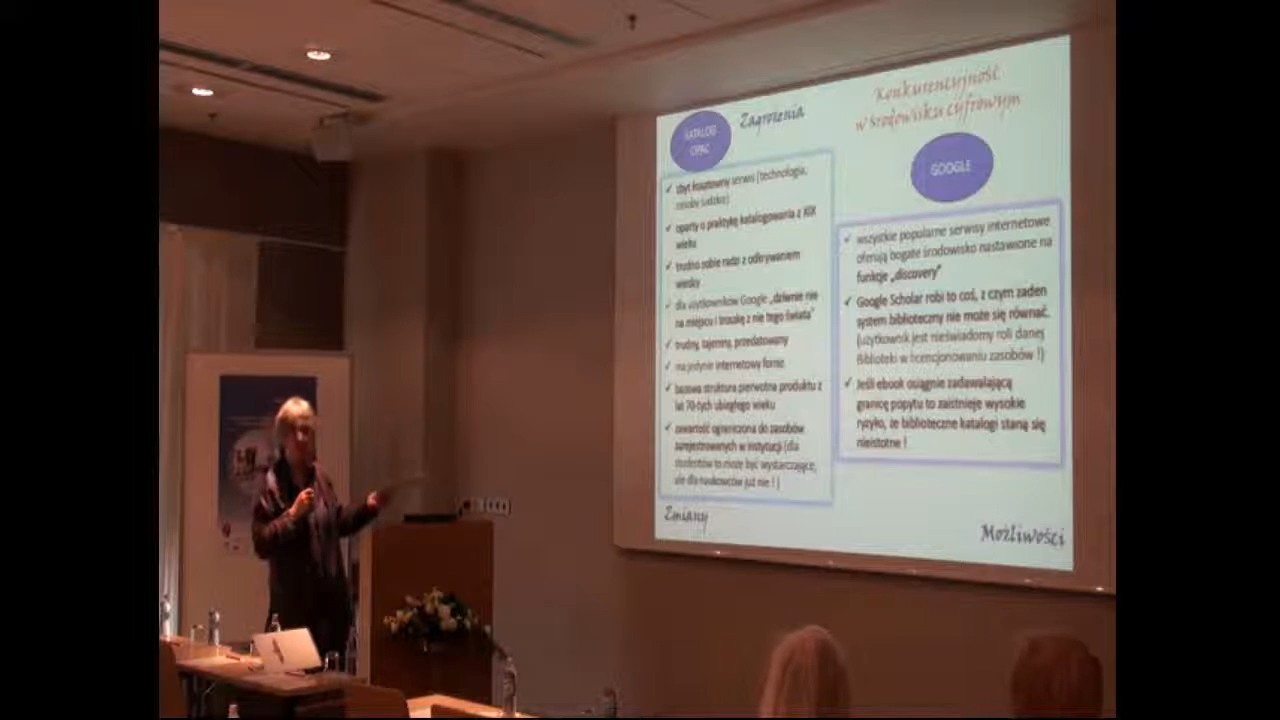 Zagrożenia
Konkurencyjność
w środowisku cyfrowym
KATALOG
OPAC
zbyt kosztowny serwis (technologia,
zasoby ludzkie)
oparty o praktykę katalogowania z XIX
wieku
trudno sobie radzi z odkrywaniem
wiedzy
dla użytkowników Google „dziwnie nie
na miejscu i troszkę z nie tego świata”
trudny, tajemny, przedatowany
ma jedynie internetowy fornir
bazowa struktura pierwotna produktu z
lat 70-tych ubiegłego wieku
zawartość ograniczona do zasobów
zarejestrowanych w instytucji (dla
studentów to może być wystarczające,
ale dla naukowców już nie ! )
GOOGLE
wszystkie popularne serwisy internetowe
oferują bogate środowisko nastawione na
funkcje „discovery”
Google Scholar robi to coś, z czym żaden
system biblioteczny nie może się równać.
(użytkownik jest nieświadomy roli danej
Biblioteki w licencjonowaniu zasobów !)
Jeśli ebook osiągnie zadawalającą
granicę popytu to zaistnieje wysokie
ryzyko, że biblioteczne katalogi staną się
nieistotne !
Zmiany
Możliwości